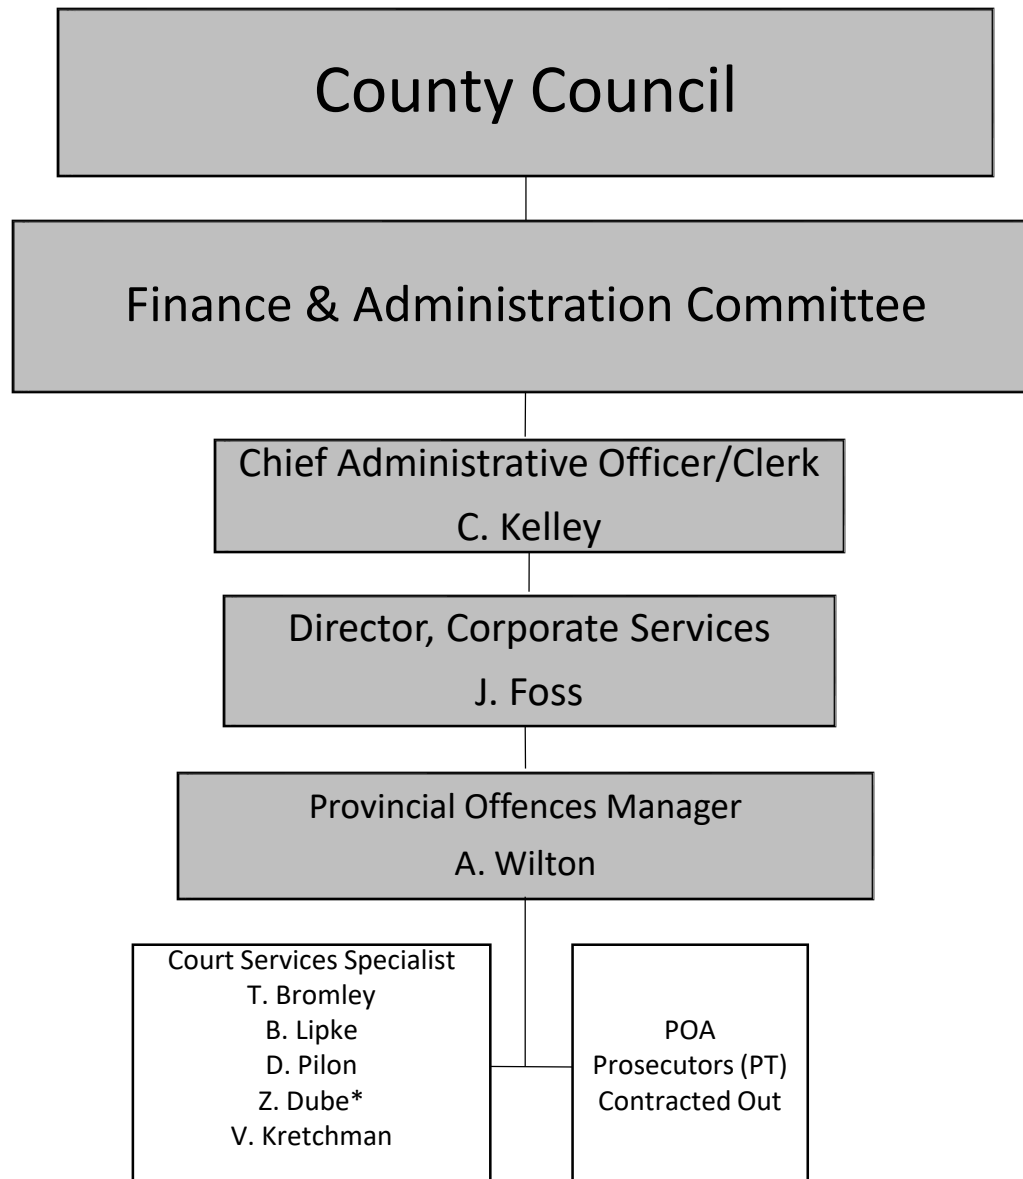 County Council
Finance & Administration Committee
Chief Administrative Officer/Clerk
C. Kelley
Director, Corporate Services
J. Foss
Provincial Offences Manager
A. Wilton
Court Services Specialist
T. Bromley
B. Lipke
D. Pilon
Z. Dube*
V. Kretchman
POA
Prosecutors (PT)
Contracted Out